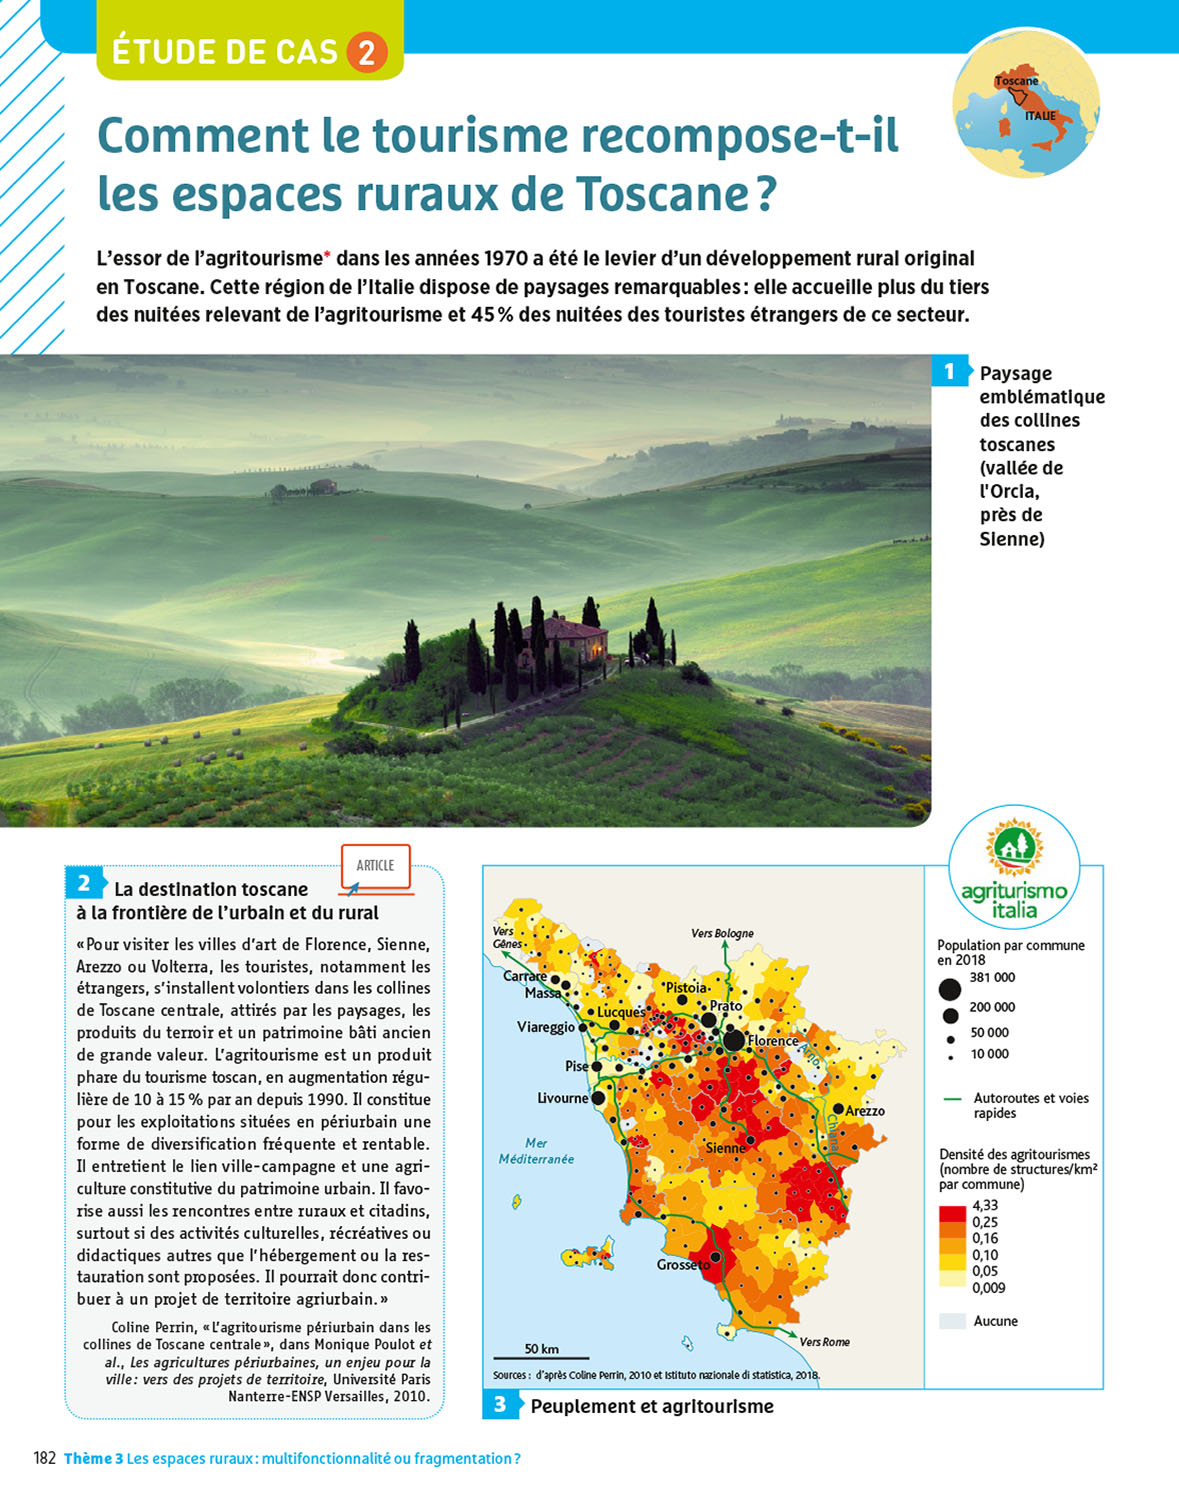 ÉTUDE DE CAS 2
Comment le tourisme recompose-t-il
les espaces ruraux de Toscane ?
Toscane
ITALIE
L'essor de l'agritourisme* dans les années 1970 a été le levier d'un développement rural original
en Toscane. Cette région de l'Italie dispose de paysages remarquables : elle accueille plus du tiers
des nuitées relevant de l'agritourisme et 45 % des nuitées des touristes étrangers de ce secteur.
1 Paysage
emblématique
des collines
toscanes
(vallée de
l'Orcia,
près de
Sienne)
ARTICLE
2 La destination toscane
à la frontière de l'urbain et du rural
« Pour visiter les villes d'art de Florence, Sienne,
Arezzo ou Volterra, les touristes, notamment les
étrangers, s'installent volontiers dans les collines
de Toscane centrale, attirés par les paysages, les
produits du terroir et un patrimoine bâti ancien
de grande valeur. L'agritourisme est un produit
phare du tourisme toscan, en augmentation régu-
lière de 10 à 15 % par an depuis 1990. Il constitue
pour les exploitations situées en périurbain une
forme de diversification fréquente et rentable.
Il entretient le lien ville-campagne et une agri-
culture constitutive du patrimoine urbain. Il favo-
rise aussi les rencontres entre ruraux et citadins,
surtout si des activités culturelles, récréatives ou
didactiques autres que l'hébergement ou la res-
tauration sont proposées. Il pourrait donc contri-
buer à un projet de territoire agriurbain. »
Coline Perrin, « L'agritourisme périurbain dans les
collines de Toscane centrale », dans Monique Poulot et
al., Les agricultures périurbaines, un enjeu pour la
ville : vers des projets de territoire, Université Paris
Nanterre-ENSP Versailles, 2010.
Vers
Gênes
Vers Bologne
Carrare
Massa
Pistoia
Prato
Lucques
Viareggio
Florence
Arno
Pise
Livourne
Arezzo
Chiana
Sienne
Mer
Méditerranée
Grosseto
Vers Rome
50 km
Sources : d'après Coline Perrin, 2010 et Istituto nazionale di statistica, 2018.
agriturismo
italia
Population par commune
en 2018
381 000
200 000
50 000
10 000
Autoroutes et voies
rapides
Densité des agritourismes
(nombre de structures/km²
par commune)
4,33
0,25
0,16
0,10
0,05
0,009
Aucune
3 Peuplement et agritourisme
182 Thème 3 Les espaces ruraux : multifonctionnalité ou fragmentation ?